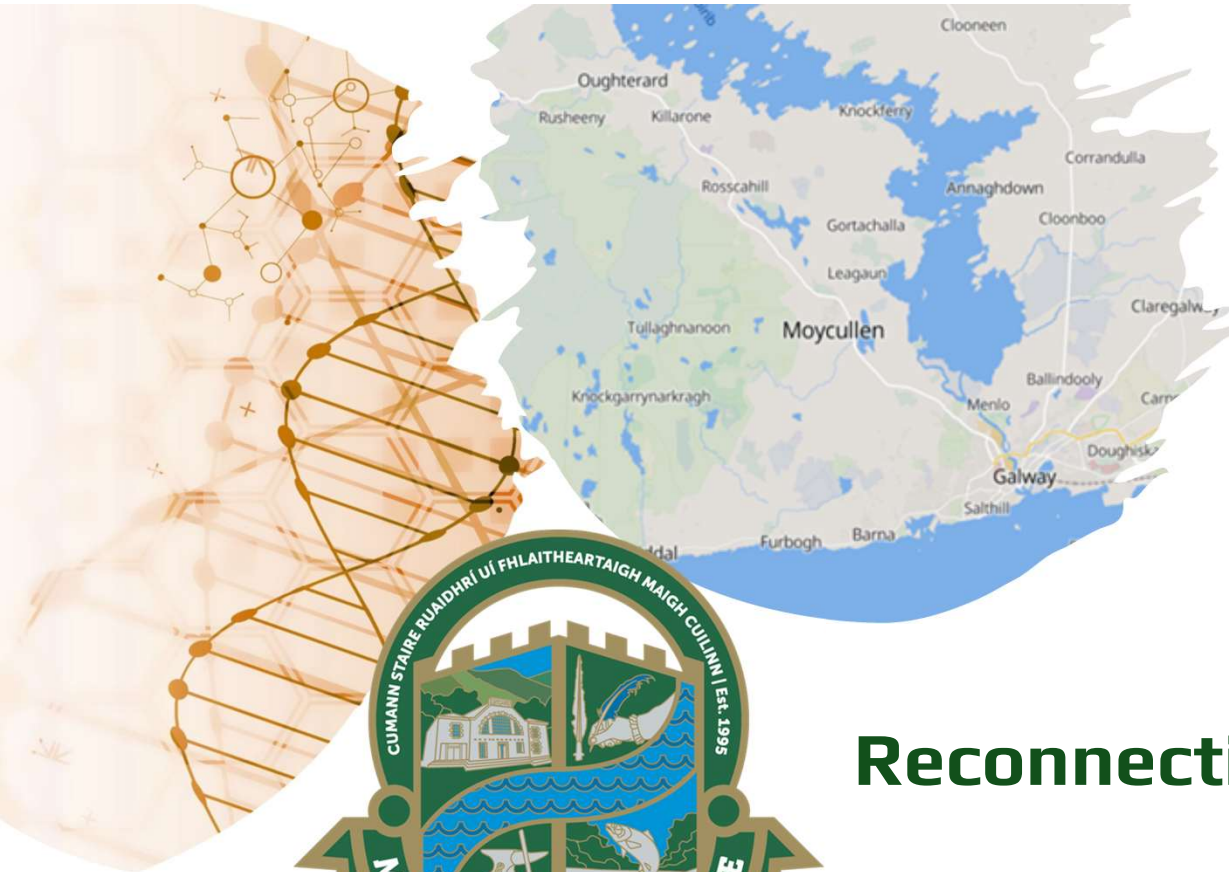 Clooneen
Oughterard
Rusheeny
Killarone
Knockferry
Corrandulla
Rosscahill
Annaghdown
Gortachalla
Cloonboo
Leagaun
Tullaghnanoon
Moycullen
Ballindooly
Knockgarrynarkragh
Menlo
Galway
Salthill
Furbogh
Barna
CUMANN STAIRE RUAIDHRÍ UÍ FHLAITHEARTAIGH MAIGH CUILINN | Est. 1995
Reconnecti